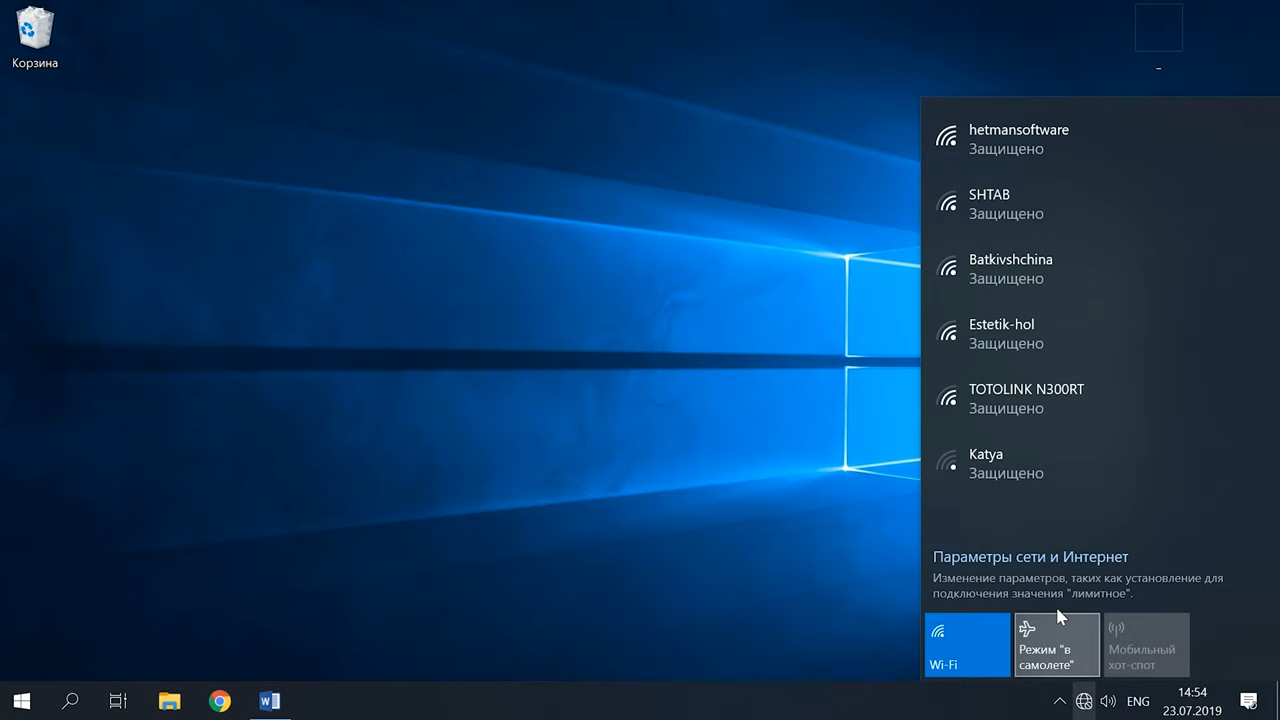 Корзина
hetmansoftware
Защищено
SHTAB
Защищено
Batkivshchina
Защищено
Estetik-hol
Защищено
TOTOLINK N300RT
Защищено
Katya
Защищено
Параметры сети и Интернет
Изменение параметров, таких как установление для
подключения значения "лимитное".
Wi-Fi
Режим "в
самолете"
Мобильный
хот-спот
ENG
14:54
23.07.2019